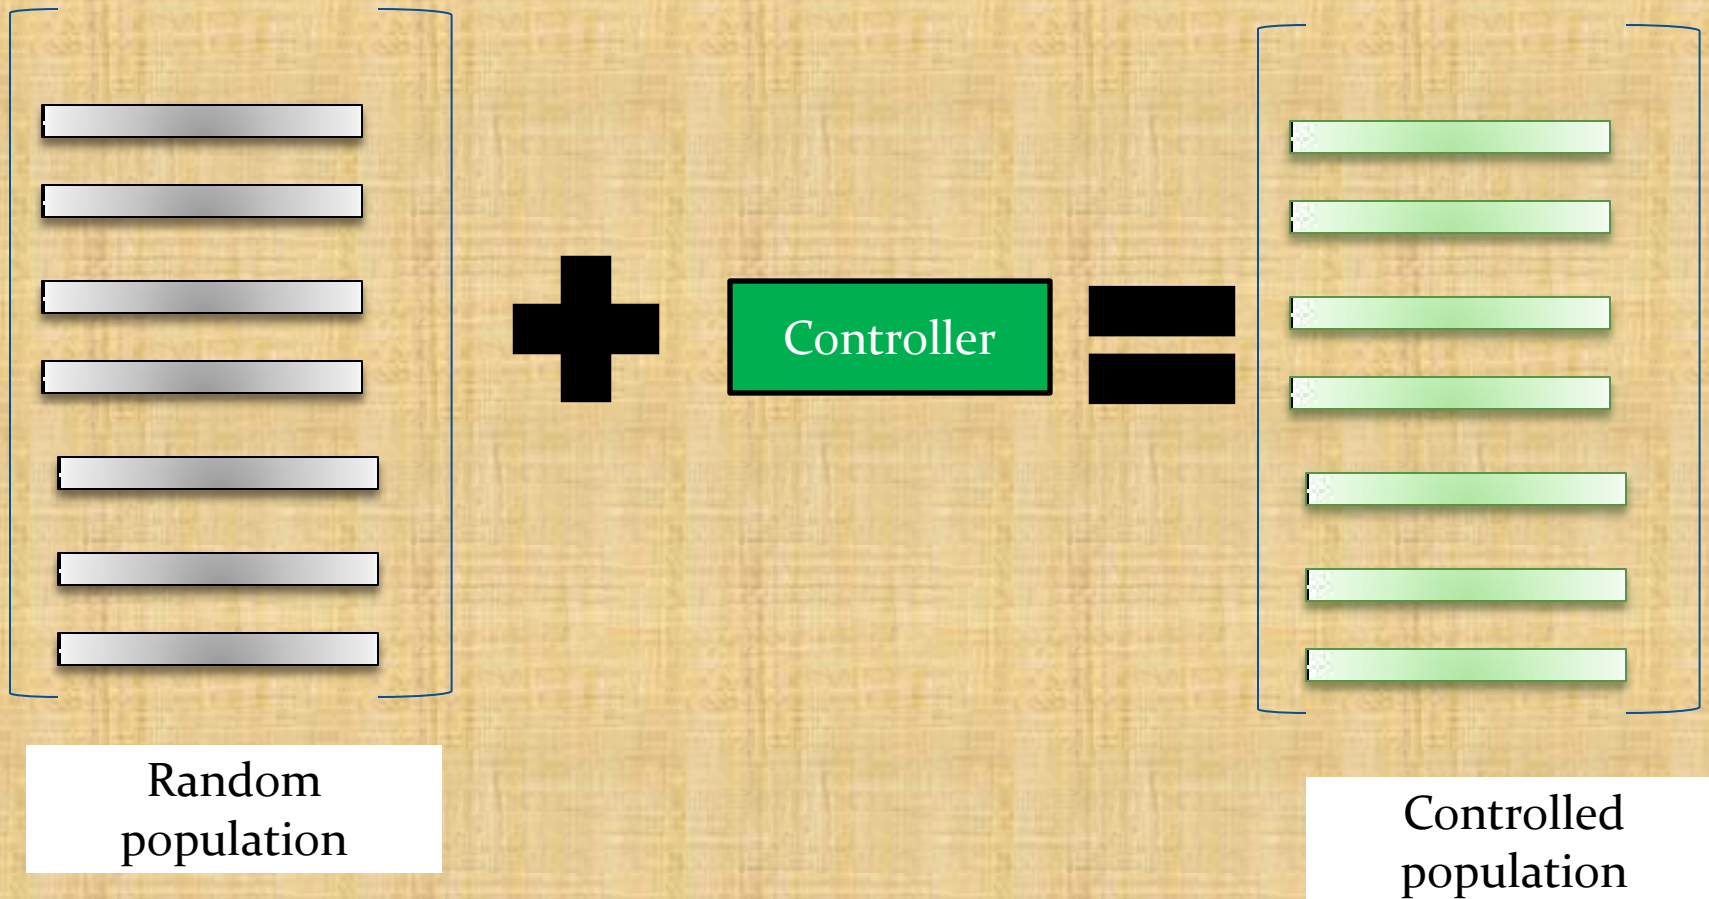 Controller
Random
population
Controlled
population